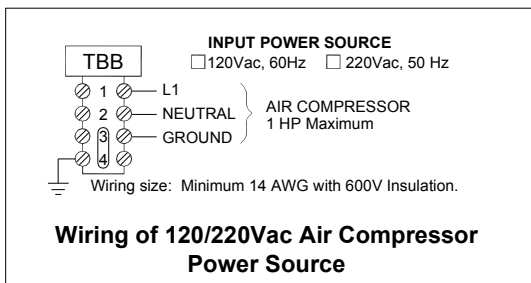 INPUT POWER SOURCE
TBB
120Vac, 60Hz 220Vac, 50 Hz
1 L1
2 NEUTRAL
AIR COMPRESSOR
1 HP Maximum
3 GROUND
4
Wiring size: Minimum 14 AWG with 600V Insulation.
Wiring of 120/220Vac Air Compressor
Power Source